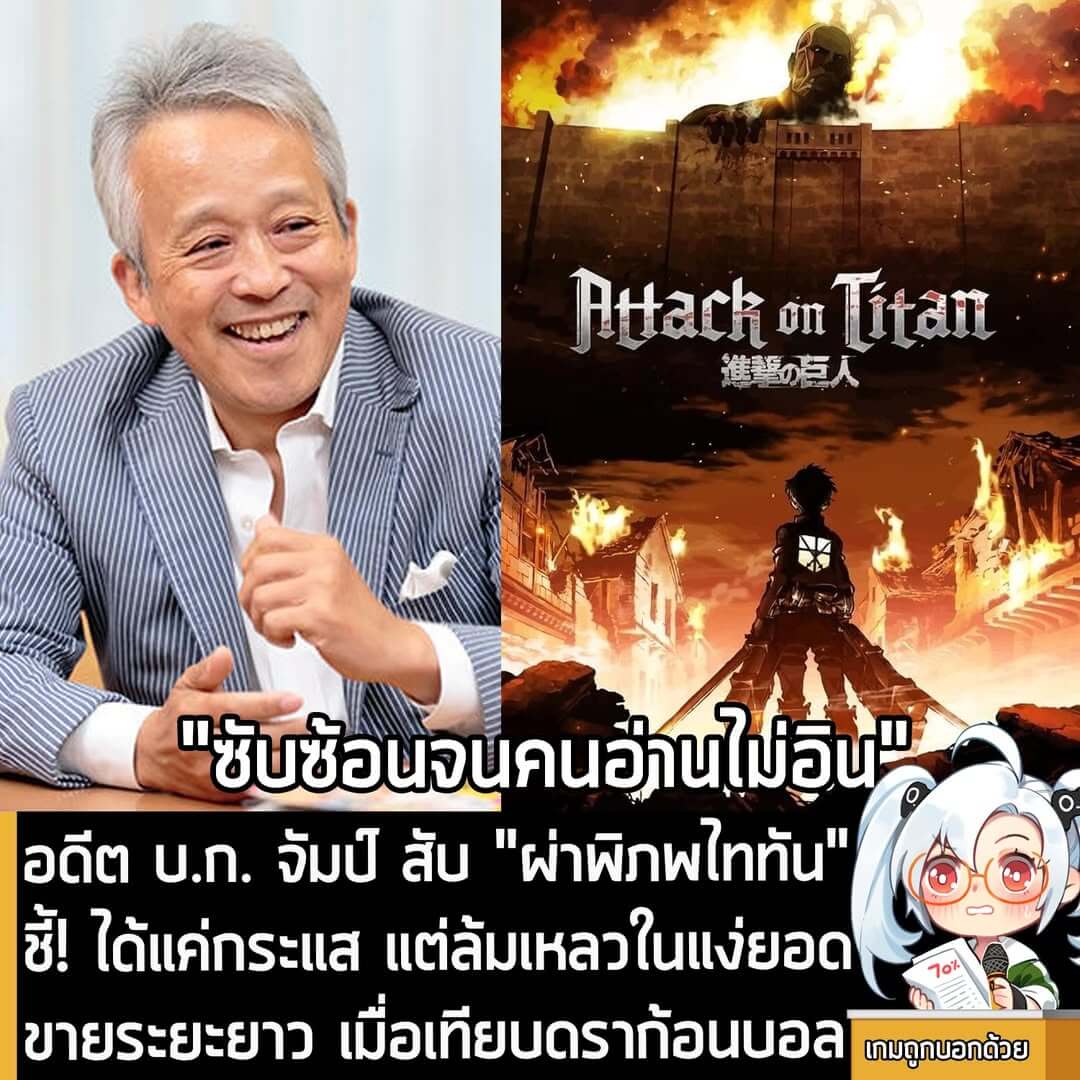 Attack on Titan
進撃の巨人
"ซับซ้อนจนคนอ่านไม่อิน"
อดีต บ.ก. จัมป์ สับ "ผ่าพิภพไททัน"
ชี้! ได้แค่กระแส แต่ล้มเหลวในแง่ยอด
ขายระยะยาว เมื่อเทียบดราก้อนบอล
70%
เกมถูกบอกด้วย